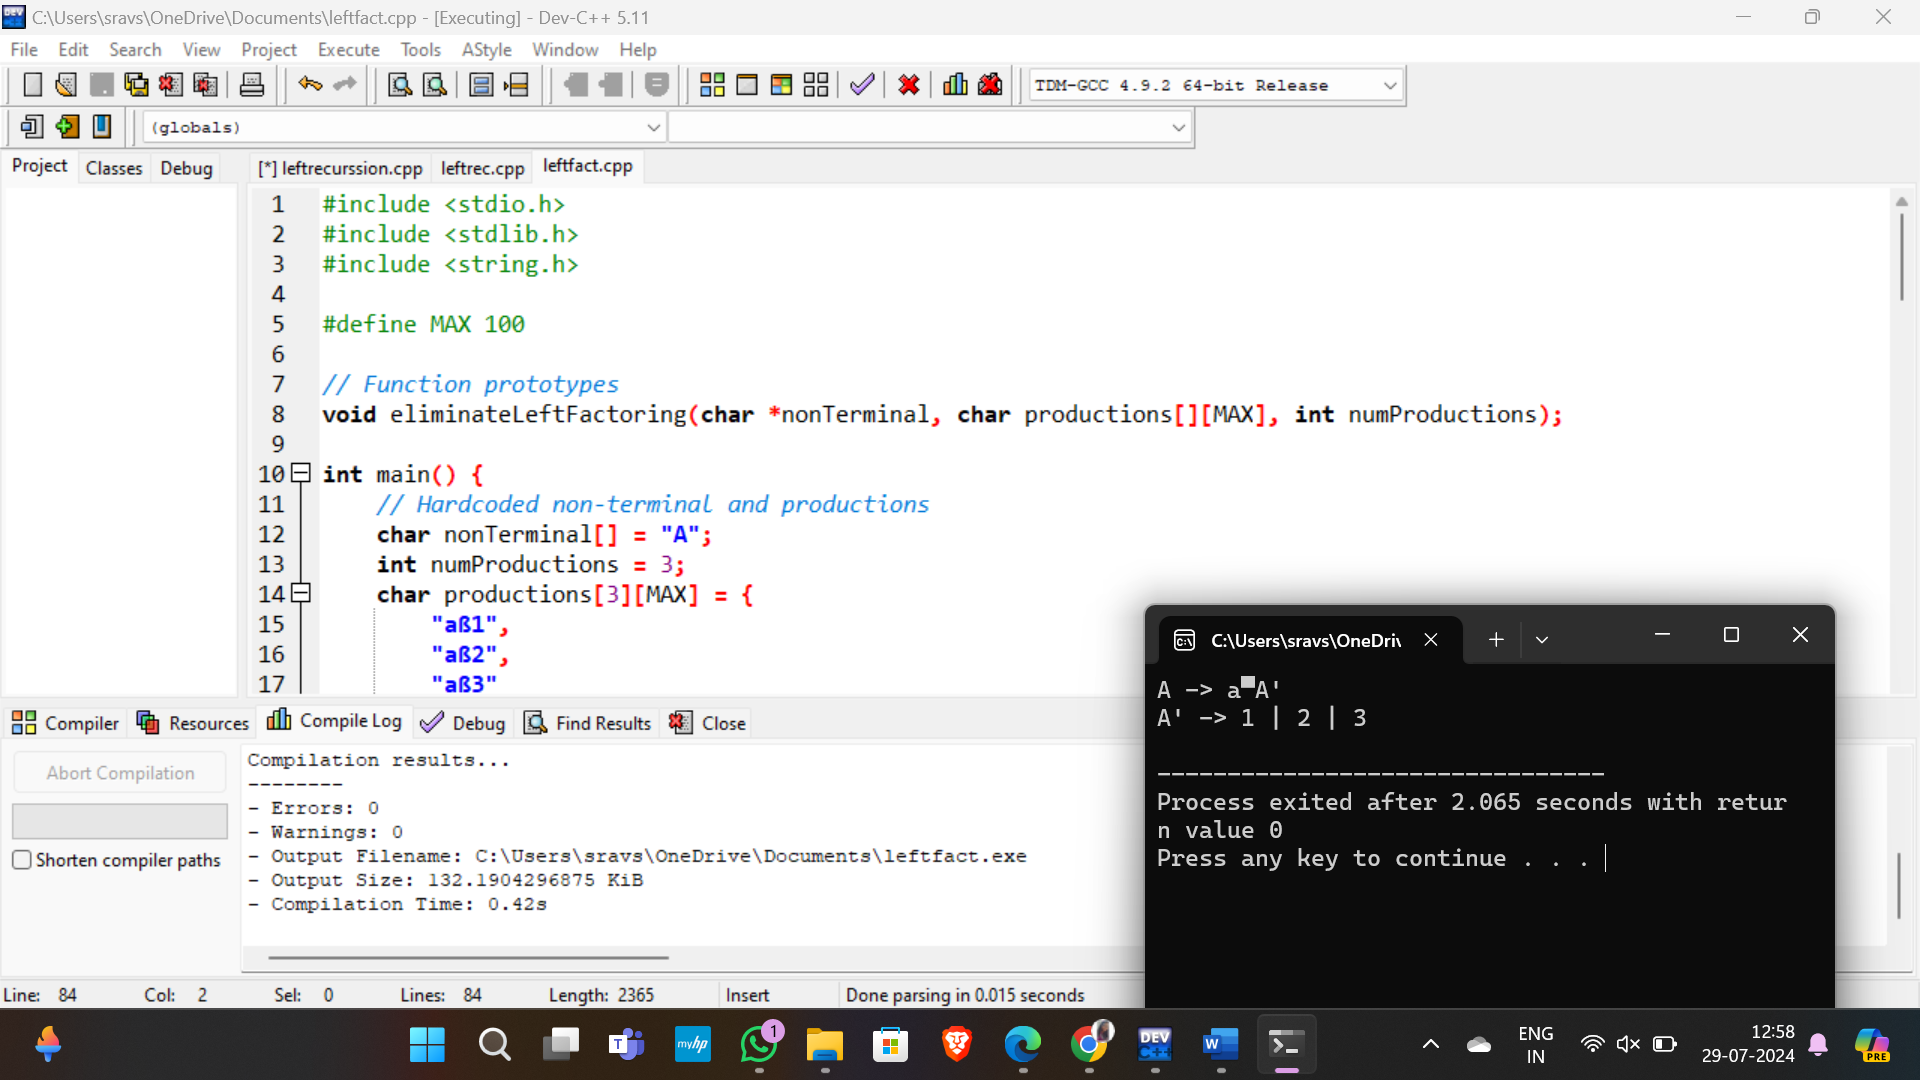 C:\Users\sravs\OneDrive\Documents\leftfact.cpp - [Executing] - Dev-C++ 5.11
File Edit Search View Project Execute Tools AStyle Window Help
TDM-GCC 4.9.2 64-bit Release
(globals)
Project Classes Debug [*] leftrecurssion.cpp leftrec.cpp leftfact.cpp
1 #include <stdio.h>
2 #include <stdlib.h>
3 #include <string.h>
4
5 #define MAX 100
6
7 // Function prototypes
8 void eliminateLeftFactoring(char *nonTerminal, char productions[][MAX], int numProductions);
9
10 int main() {
11 // Hardcoded non-terminal and productions
12 char nonTerminal[] = "A";
13 int numProductions = 3;
14 char productions[3][MAX] = {
15 "aß1",
16 "aß2",
17 "aß3"
Compiler Resources Compile Log Debug Find Results Close
Abort Compilation
Shorten compiler paths
Compilation results...
--------
- Errors: 0
- Warnings: 0
- Output Filename: C:\Users\sravs\OneDrive\Documents\leftfact.exe
- Output Size: 132.1904296875 KiB
- Compilation Time: 0.42s
C:\Users\sravs\OneDri
A -> a▀A'
A' -> 1 | 2 | 3
--------------------------------
Process exited after 2.065 seconds with retur
n value 0
Press any key to continue . . .
Line: 84 Col: 2 Sel: 0 Lines: 84 Length: 2365 Insert Done parsing in 0.015 seconds
T
myhp
1
DEV
C++
W
ENG
IN
12:58
29-07-2024
PRE